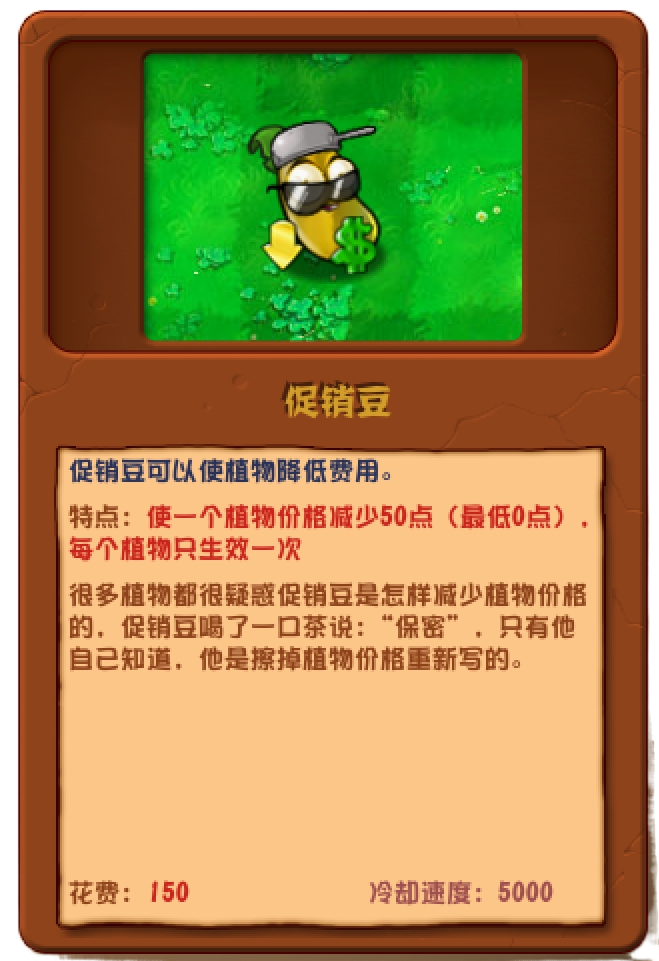 促销豆
促销豆可以使植物降低费用。
特点：使一个植物价格减少50点（最低0点），
每个植物只生效一次
很多植物都很疑惑促销豆是怎样减少植物价格
的，促销豆喝了一口茶说：“保密”，只有他
自己知道，他是擦掉植物价格重新写的。
花费：150 冷却速度：5000